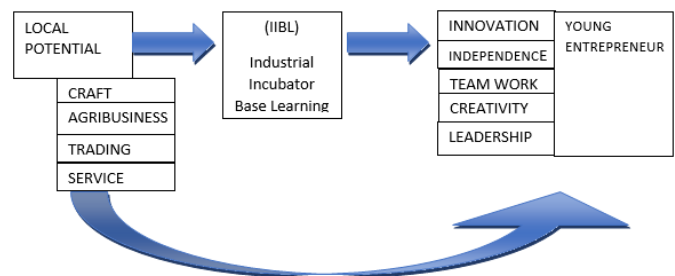 LOCAL
POTENTIAL
CRAFT
AGRIBUSINESS
TRADING
SERVICE
(IIBL)
Industrial
Incubator
Base Learning
INNOVATION
INDEPENDENCE
TEAM WORK
CREATIVITY
LEADERSHIP
YOUNG
ENTREPRENEUR